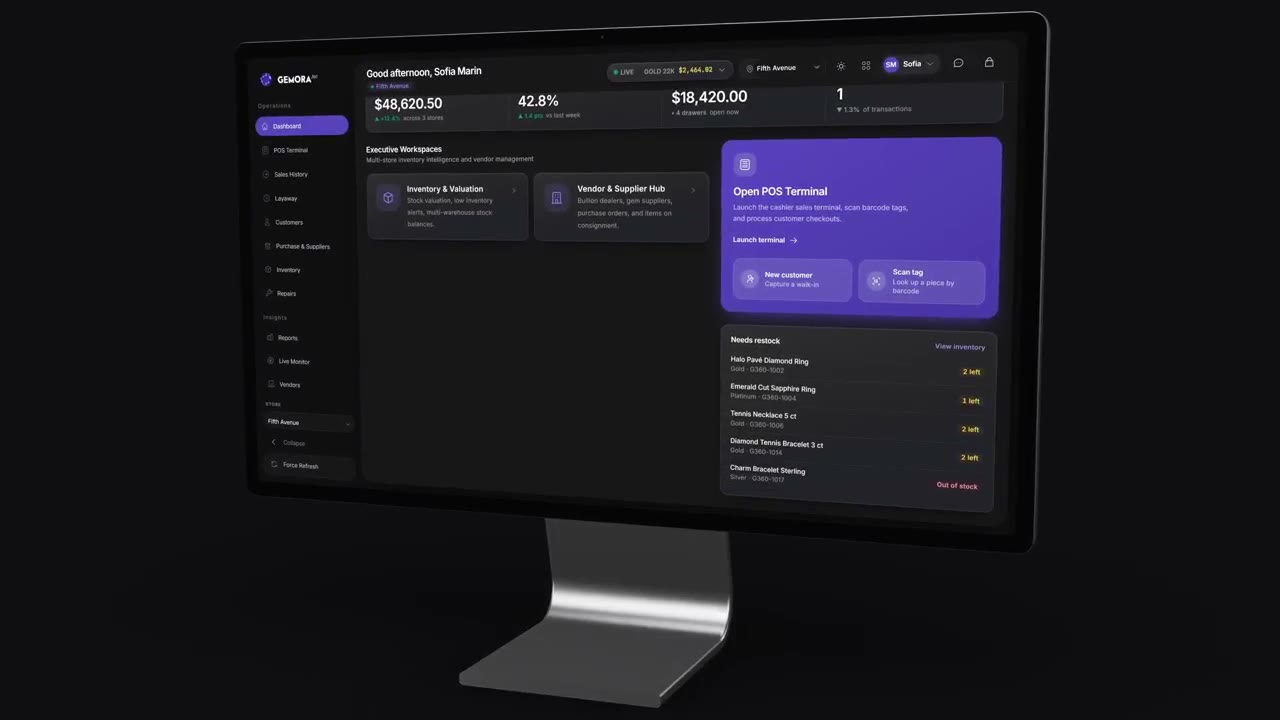 GEMORA
Good afternoon, Sofia Marin
Fifth Avenue
LIVE GOLD 22K $2,464.02
Fifth Avenue
SM Sofia
Operations
Dashboard
POS Terminal
Sales History
Layaway
Customers
Purchase & Suppliers
Inventory
Repairs
Insights
Reports
Live Monitor
Vendors
STORE
Fifth Avenue
Collapse
Force Refresh
$48,620.50
▲ +12.4% across 3 stores
42.8%
▲ 1.4 pts vs last week
$18,420.00
4 drawers open now
1
▼ 1.3% of transactions
Executive Workspaces
Multi-store inventory intelligence and vendor management
Inventory & Valuation
Stock valuation, low inventory
alerts, multi-warehouse stock
balances.
Vendor & Supplier Hub
Bullion dealers, gem suppliers,
purchase orders, and items on
consignment.
Open POS Terminal
Launch the cashier sales terminal, scan barcode tags,
and process customer checkouts.
Launch terminal →
New customer
Capture a walk-in
Scan tag
Look up a piece by
barcode
Needs restock
View inventory
Halo Pavé Diamond Ring
Gold · G360-1002
2 left
Emerald Cut Sapphire Ring
Platinum · G360-1004
1 left
Tennis Necklace 5 ct
Gold · G360-1006
2 left
Diamond Tennis Bracelet 3 ct
Gold · G360-1014
2 left
Charm Bracelet Sterling
Silver · G360-1017
Out of stock